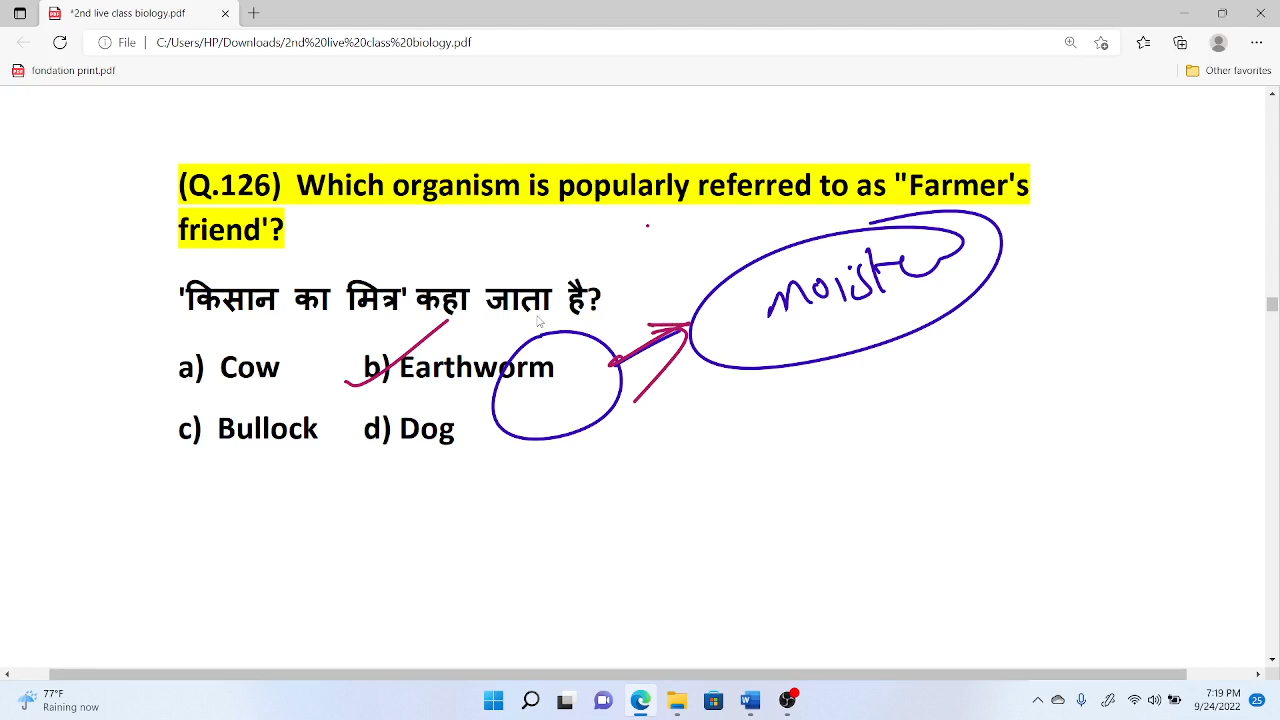 *2nd live class biology.pdf
File
C:/Users/HP/Downloads/2nd%20live%20class%20biology.pdf
fondation print.pdf
Other favorites
(Q.126) Which organism is popularly referred to as "Farmer's
friend'?
'किसान का मित्र' कहा जाता है?
a) Cow b) Earthworm
c) Bullock d) Dog
77°F
Raining now
7:19 PM
9/24/2022
25